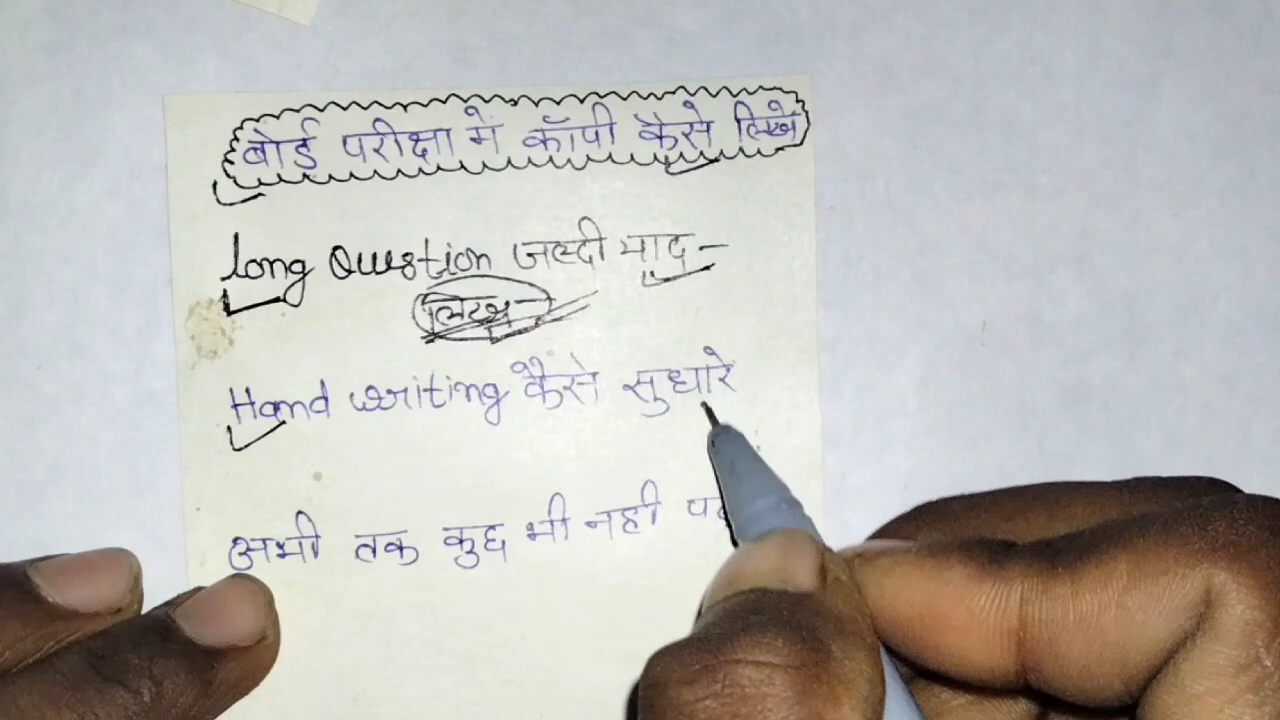 बोर्ड परीक्षा में कॉपी कैसे लिखें
Long Question जल्दी याद -
लिख -
Hand writing कैसे सुधारे
अभी तक कुछ भी नही